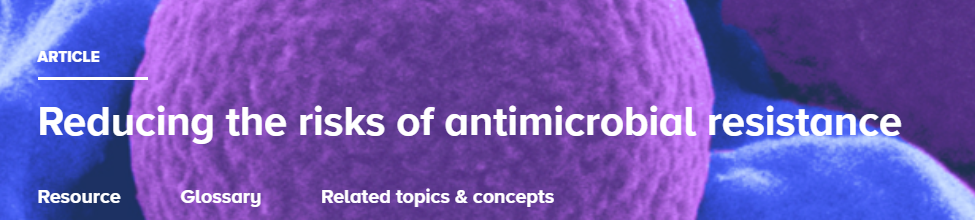 ARTICLE
Reducing the risks of antimicrobial resistance
Resource Glossary Related topics & concepts